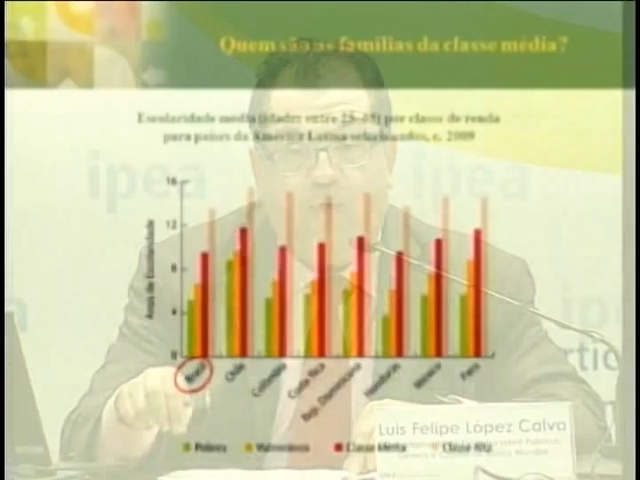 Quem são as famílias da classe média?
Escolaridade média (idades entre 25-65) por classe de renda
para países da América Latina selecionados, c. 2009
ipea
ipea
16
12
8
4
0
Anos de Escolaridade
Brasil
Chile
Colombia
Costa Rica
Rep. Dominicana
Honduras
México
Peru
Luis Felipe López Calva
Pobres
Vulneráveis
Classe Média
Classe Alta